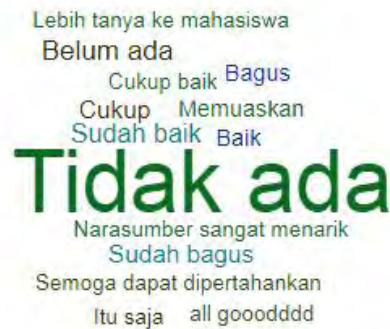 Lebih tanya ke mahasiswa
Belum ada
Cukup baik Bagus
Cukup Memuaskan
Sudah baik Baik
Tidak ada
Narasumber sangat menarik
Sudah bagus
Semoga dapat dipertahankan
Itu saja all gooodddd